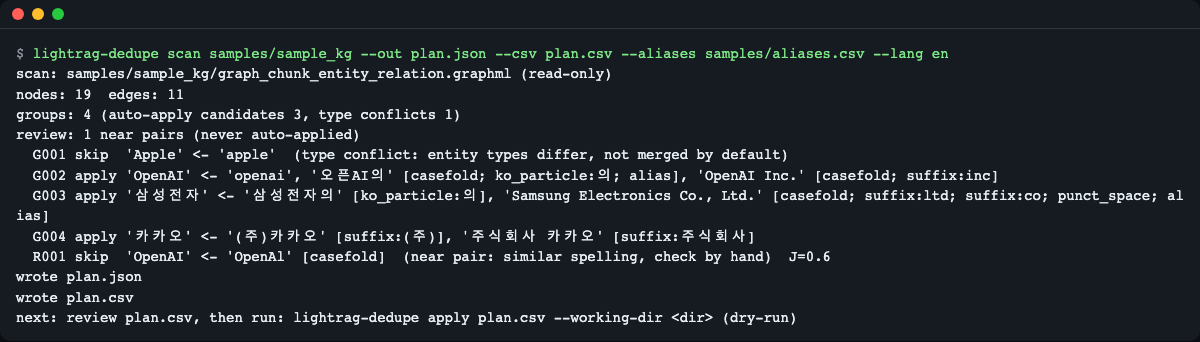 $ lightrag-dedupe scan samples/sample_kg --out plan.json --csv plan.csv --aliases samples/aliases.csv --lang en
scan: samples/sample_kg/graph_chunk_entity_relation.graphml (read-only)
nodes: 19  edges: 11
groups: 4 (auto-apply candidates 3, type conflicts 1)
review: 1 near pairs (never auto-applied)
  G001 skip  'Apple' <- 'apple'  (type conflict: entity types differ, not merged by default)
  G002 apply 'OpenAI' <- 'openai', '오픈AI의' [casefold; ko_particle:의; alias], 'OpenAI Inc.' [casefold; suffix:inc]
  G003 apply '삼성전자' <- '삼성전자의' [ko_particle:의], 'Samsung Electronics Co., Ltd.' [casefold; suffix:ltd; suffix:co; punct_space; al
ias]
  G004 apply '카카오' <- '(주)카카오' [suffix:(주)], '주식회사 카카오' [suffix:주식회사]
  R001 skip  'OpenAI' <- 'OpenAl' [casefold]  (near pair: similar spelling, check by hand)  J=0.6
wrote plan.json
wrote plan.csv
next: review plan.csv, then run: lightrag-dedupe apply plan.csv --working-dir <dir> (dry-run)